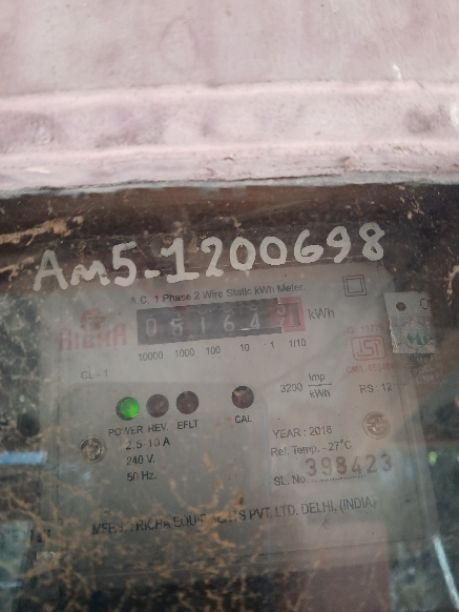 Am5-1200698
A.C. 1 Phase 2 Wire Static kWh Meter.
RICHA
kWh
10000 1000 100 10 1 1/10
CL - 1
3200 Imp/kWh
POWER REV. E/FLT CAL
2.5-10 A
240 V.
50 Hz.
YEAR : 2016
Ref. Temp. - 27°C
SL. No. 398423
PVT. LTD. DELHI, (INDIA)